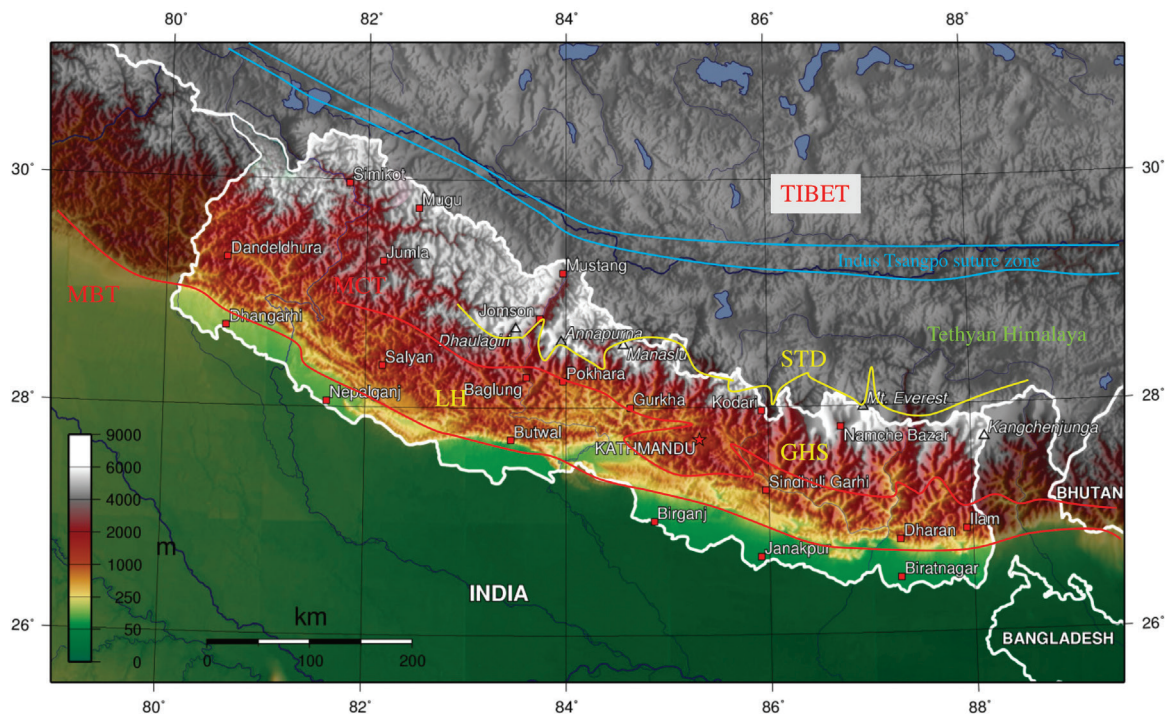 80°
82°
84°
86°
88°
30°
30°
Simikot
TIBET
Mugu
Dandeldhura
Jumla
Mustang
Indus Tsangpo suture zone
MBT
MCT
Dhangarhi
Jomson
Annapurna
Dhaulagiri
Manaslu
STD
Tethyan Himalaya
Salyan
Pokhara
28°
Nepalganj
LH
Baglung
Gurkha
Kodari
Mt. Everest
28°
9000
Butwal
KATHMANDU
GHS
Namche Bazar
Kangchenjunga
6000
4000
Sindhuli Garhi
BHUTAN
2000
Birganj
Dharan
Ilam
m
1000
Janakpur
250
INDIA
Biratnagar
26°
50
km
26°
0
0
100
200
BANGLADESH
80°
82°
84°
86°
88°